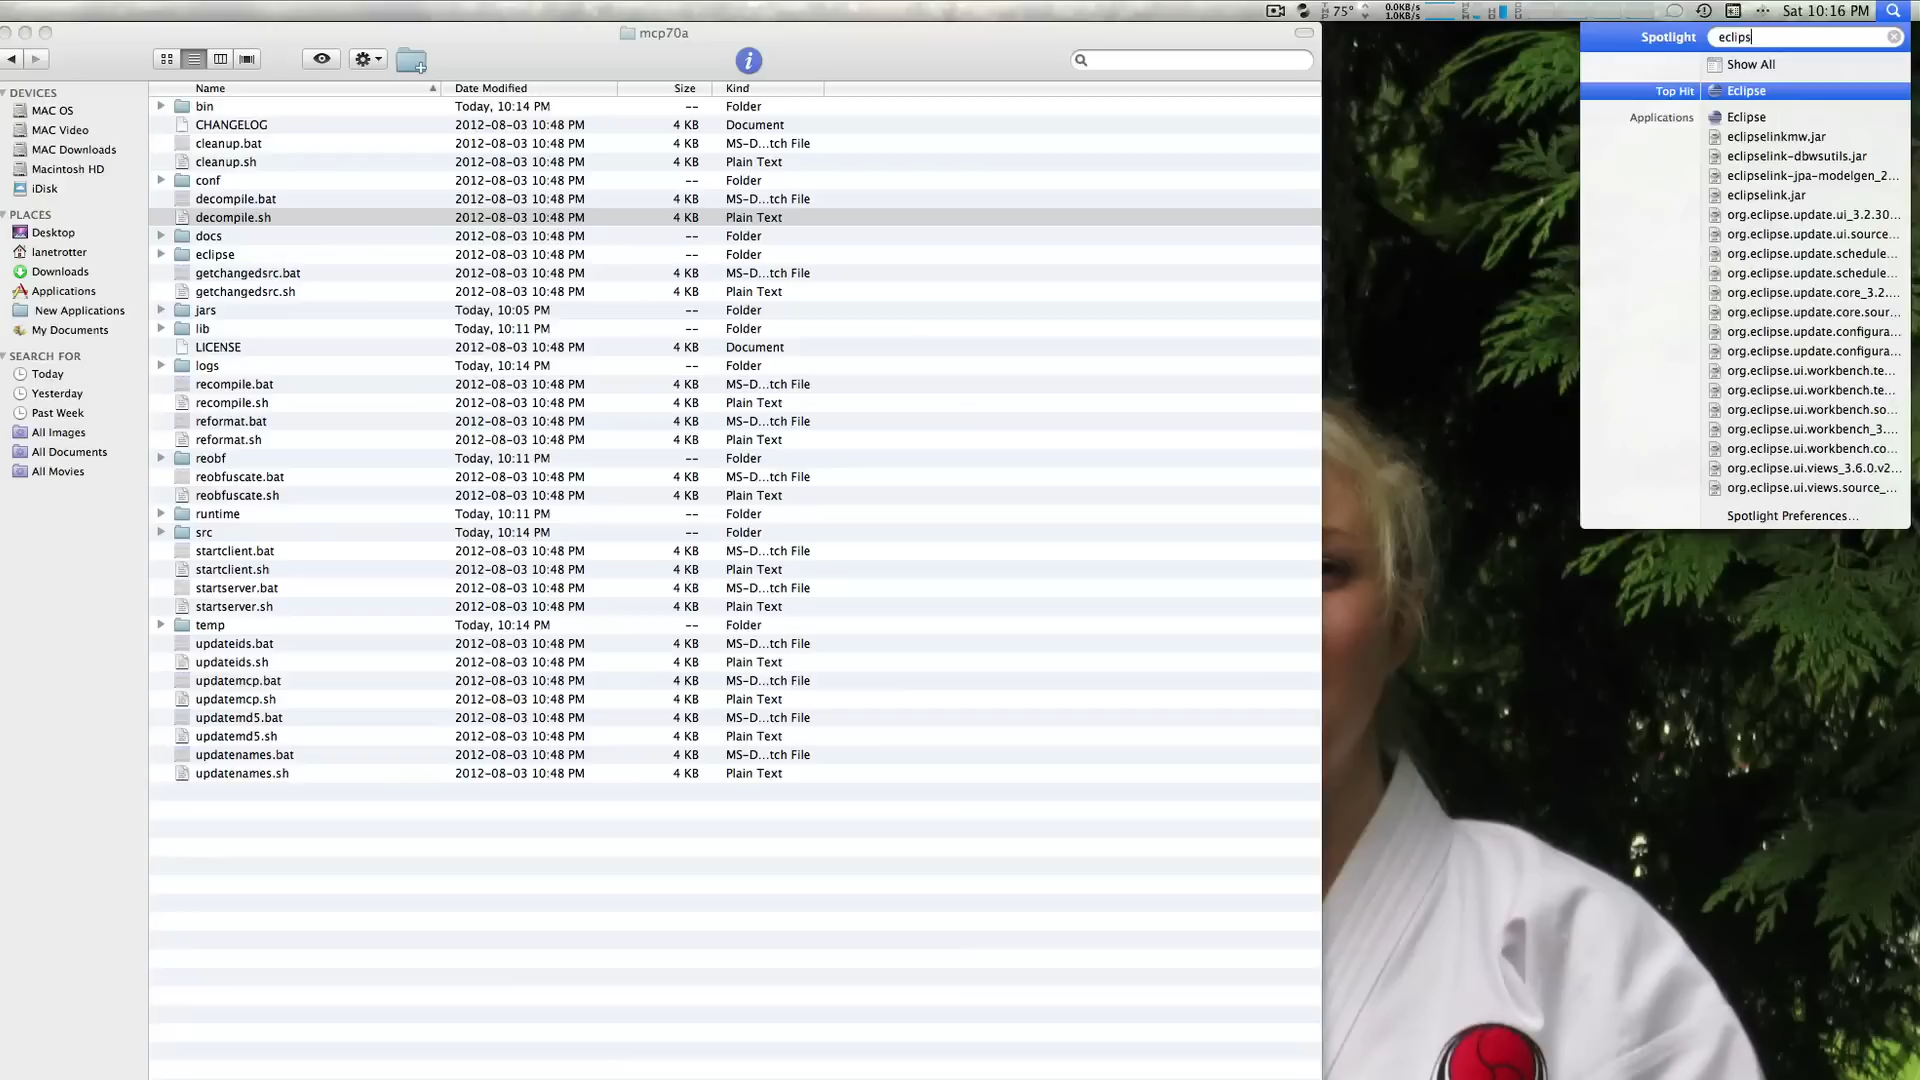 75° 0.0KB/s 1.0KB/s Sat 10:16 PM
mcp70a
Spotlight eclips
Show All
Top Hit Eclipse
Applications Eclipse
eclipselinkmw.jar
eclipselink-dbwsutils.jar
eclipselink-jpa-modelgen_2...
eclipselink.jar
org.eclipse.update.ui_3.2.30...
org.eclipse.update.ui.source...
org.eclipse.update.schedule...
org.eclipse.update.schedule...
org.eclipse.update.core_3.2....
org.eclipse.update.core.sour...
org.eclipse.update.configura...
org.eclipse.update.configura...
org.eclipse.ui.workbench.te...
org.eclipse.ui.workbench.te...
org.eclipse.ui.workbench.so...
org.eclipse.ui.workbench_3....
org.eclipse.ui.workbench.co...
org.eclipse.ui.views_3.6.0.v2...
org.eclipse.ui.views.source_...
Spotlight Preferences...
DEVICES
MAC OS
MAC Video
MAC Downloads
Macintosh HD
iDisk
PLACES
Desktop
lanetrotter
Downloads
Applications
New Applications
My Documents
SEARCH FOR
Today
Yesterday
Past Week
All Images
All Documents
All Movies
Name Date Modified Size Kind
bin Today, 10:14 PM -- Folder
CHANGELOG 2012-08-03 10:48 PM 4 KB Document
cleanup.bat 2012-08-03 10:48 PM 4 KB MS-D...tch File
cleanup.sh 2012-08-03 10:48 PM 4 KB Plain Text
conf 2012-08-03 10:48 PM -- Folder
decompile.bat 2012-08-03 10:48 PM 4 KB MS-D...tch File
decompile.sh 2012-08-03 10:48 PM 4 KB Plain Text
docs 2012-08-03 10:48 PM -- Folder
eclipse 2012-08-03 10:48 PM -- Folder
getchangedsrc.bat 2012-08-03 10:48 PM 4 KB MS-D...tch File
getchangedsrc.sh 2012-08-03 10:48 PM 4 KB Plain Text
jars Today, 10:05 PM -- Folder
lib Today, 10:11 PM -- Folder
LICENSE 2012-08-03 10:48 PM 4 KB Document
logs Today, 10:14 PM -- Folder
recompile.bat 2012-08-03 10:48 PM 4 KB MS-D...tch File
recompile.sh 2012-08-03 10:48 PM 4 KB Plain Text
reformat.bat 2012-08-03 10:48 PM 4 KB MS-D...tch File
reformat.sh 2012-08-03 10:48 PM 4 KB Plain Text
reobf Today, 10:11 PM -- Folder
reobfuscate.bat 2012-08-03 10:48 PM 4 KB MS-D...tch File
reobfuscate.sh 2012-08-03 10:48 PM 4 KB Plain Text
runtime Today, 10:11 PM -- Folder
src Today, 10:14 PM -- Folder
startclient.bat 2012-08-03 10:48 PM 4 KB MS-D...tch File
startclient.sh 2012-08-03 10:48 PM 4 KB Plain Text
startserver.bat 2012-08-03 10:48 PM 4 KB MS-D...tch File
startserver.sh 2012-08-03 10:48 PM 4 KB Plain Text
temp Today, 10:14 PM -- Folder
updateids.bat 2012-08-03 10:48 PM 4 KB MS-D...tch File
updateids.sh 2012-08-03 10:48 PM 4 KB Plain Text
updatemcp.bat 2012-08-03 10:48 PM 4 KB MS-D...tch File
updatemcp.sh 2012-08-03 10:48 PM 4 KB Plain Text
updatemd5.bat 2012-08-03 10:48 PM 4 KB MS-D...tch File
updatemd5.sh 2012-08-03 10:48 PM 4 KB Plain Text
updatenames.bat 2012-08-03 10:48 PM 4 KB MS-D...tch File
updatenames.sh 2012-08-03 10:48 PM 4 KB Plain Text